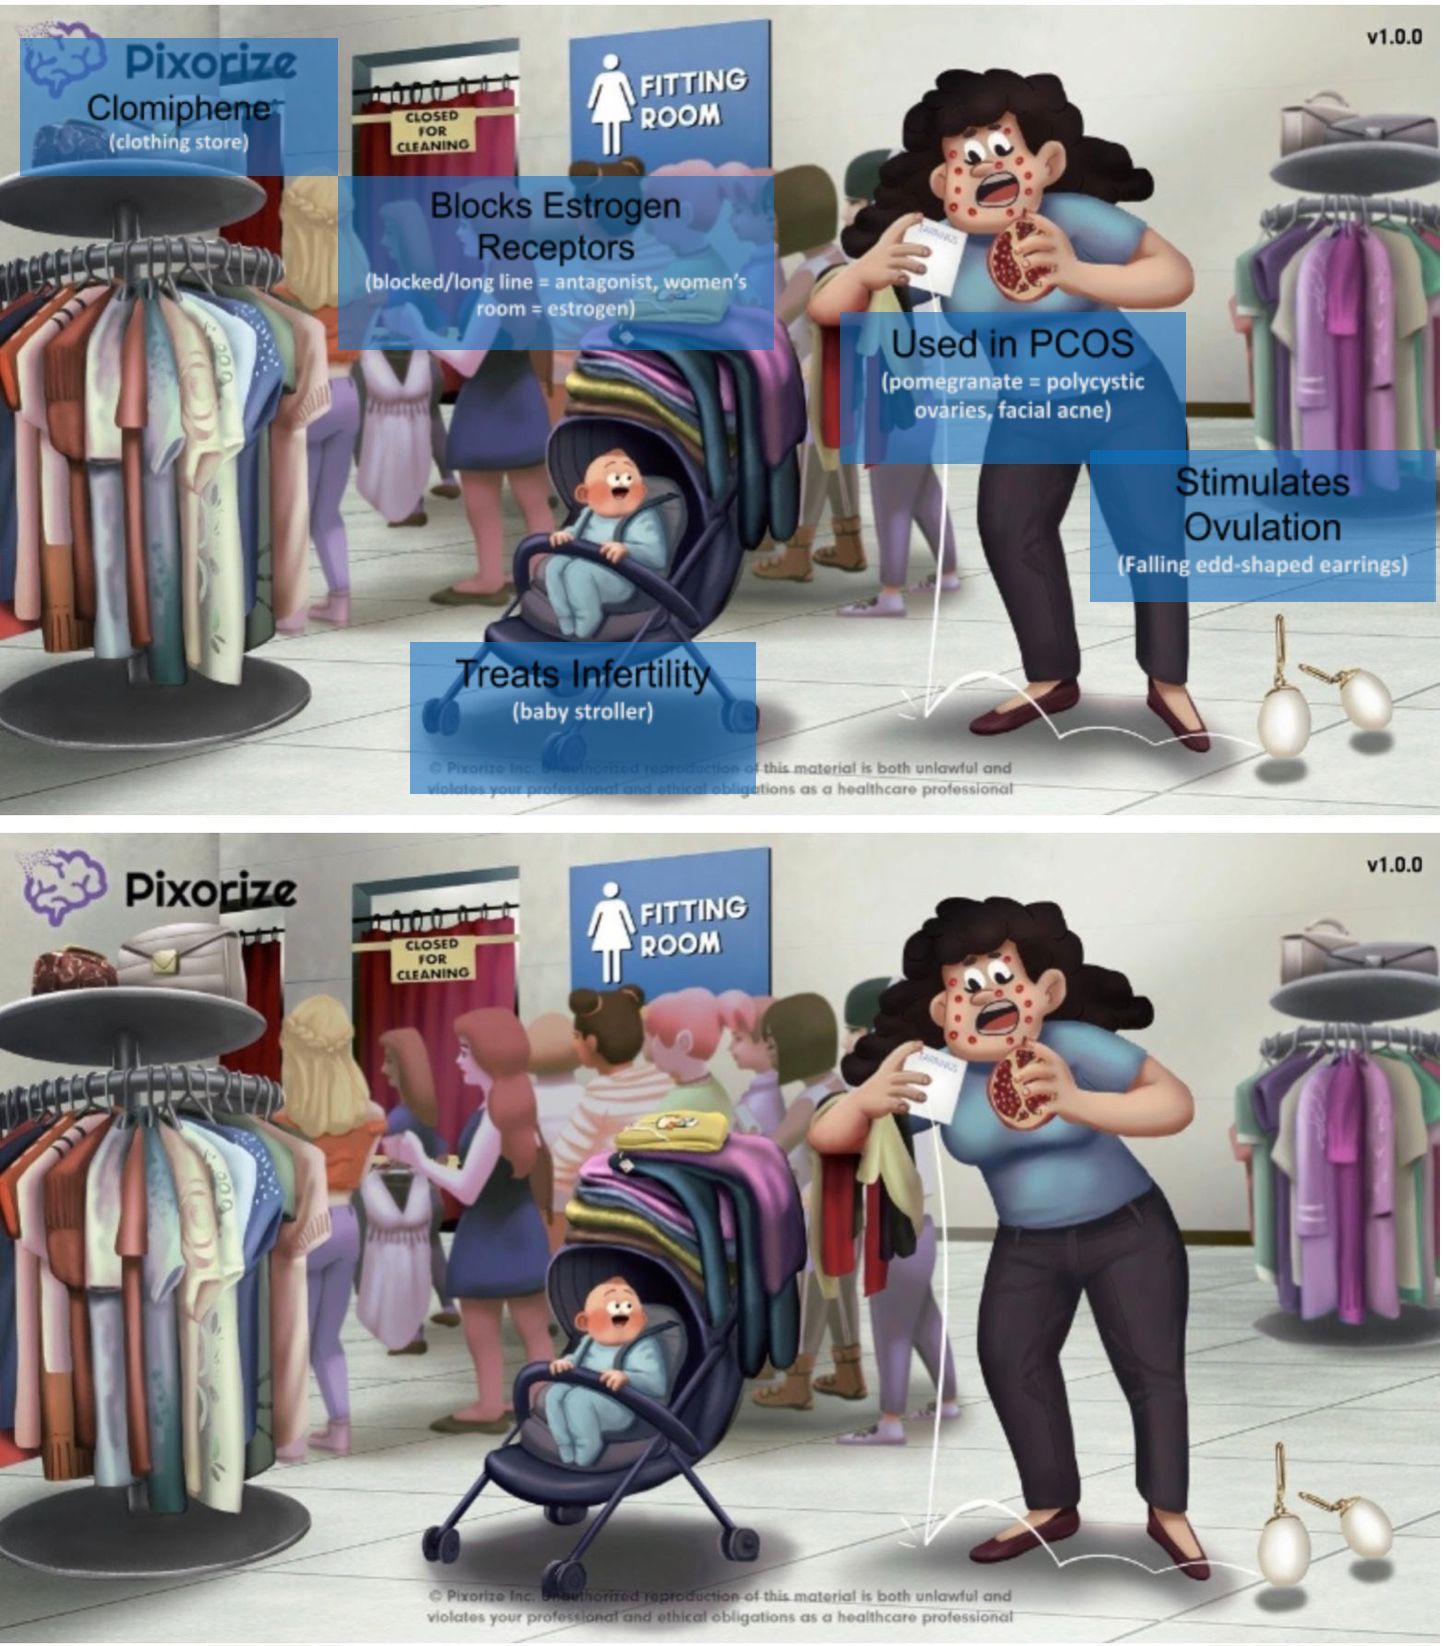 Pixorize
v1.0.0
Clomiphene
(clothing store)
CLOSED
FOR
CLEANING
FITTING
ROOM
Blocks Estrogen
Receptors
(blocked/long line = antagonist, women's
room = estrogen)
EARRINGS
Used in PCOS
(pomegranate = polycystic
ovaries, facial acne)
Stimulates
Ovulation
(Falling edd-shaped earrings)
Treats Infertility
(baby stroller)
© Pixorize Inc. Unauthorized reproduction of this material is both unlawful and
violates your professional and ethical obligations as a healthcare professional
Pixorize
v1.0.0
CLOSED
FOR
CLEANING
FITTING
ROOM
EARRINGS
© Pixorize Inc. Unauthorized reproduction of this material is both unlawful and
violates your professional and ethical obligations as a healthcare professional